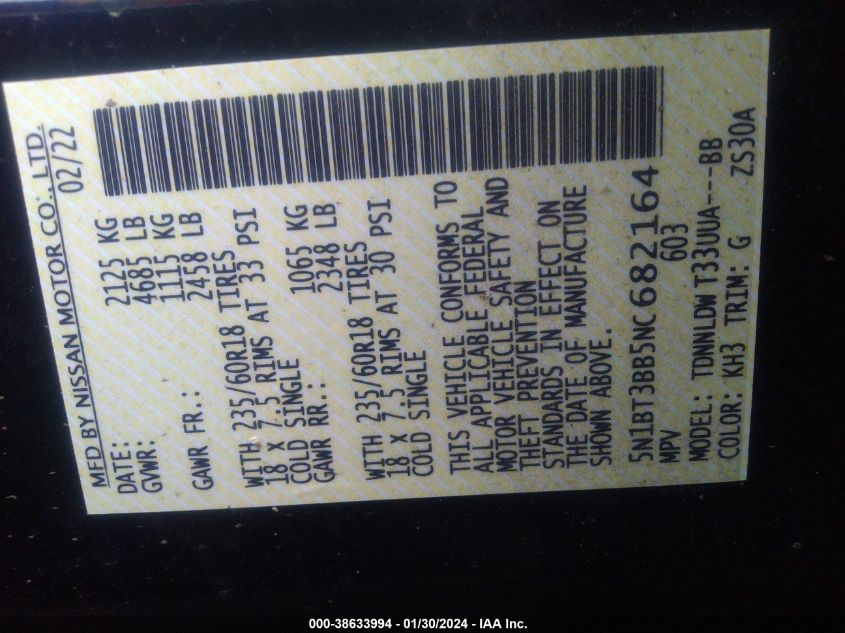 MFD BY NISSAN MOTOR CO., LTD.
DATE: 02/22
GVWR: 2125 KG
4685 LB
1115 KG
GAWR FR.: 2458 LB
WITH 235/60R18 TIRES
18 X 7.5 RIMS AT 33 PSI
COLD SINGLE
GAWR RR.: 1065 KG
2348 LB
WITH 235/60R18 TIRES
18 X 7.5 RIMS AT 30 PSI
COLD SINGLE
THIS VEHICLE CONFORMS TO
ALL APPLICABLE FEDERAL
MOTOR VEHICLE SAFETY AND
THEFT PREVENTION
STANDARDS IN EFFECT ON
THE DATE OF MANUFACTURE
SHOWN ABOVE.
5N1BT3BB5NC682164
MPV 603
MODEL: TDNNLDWT33UUA---BB
COLOR: KH3 TRIM: G ZS30A
000-38633994 - 01/30/2024 - IAA Inc.